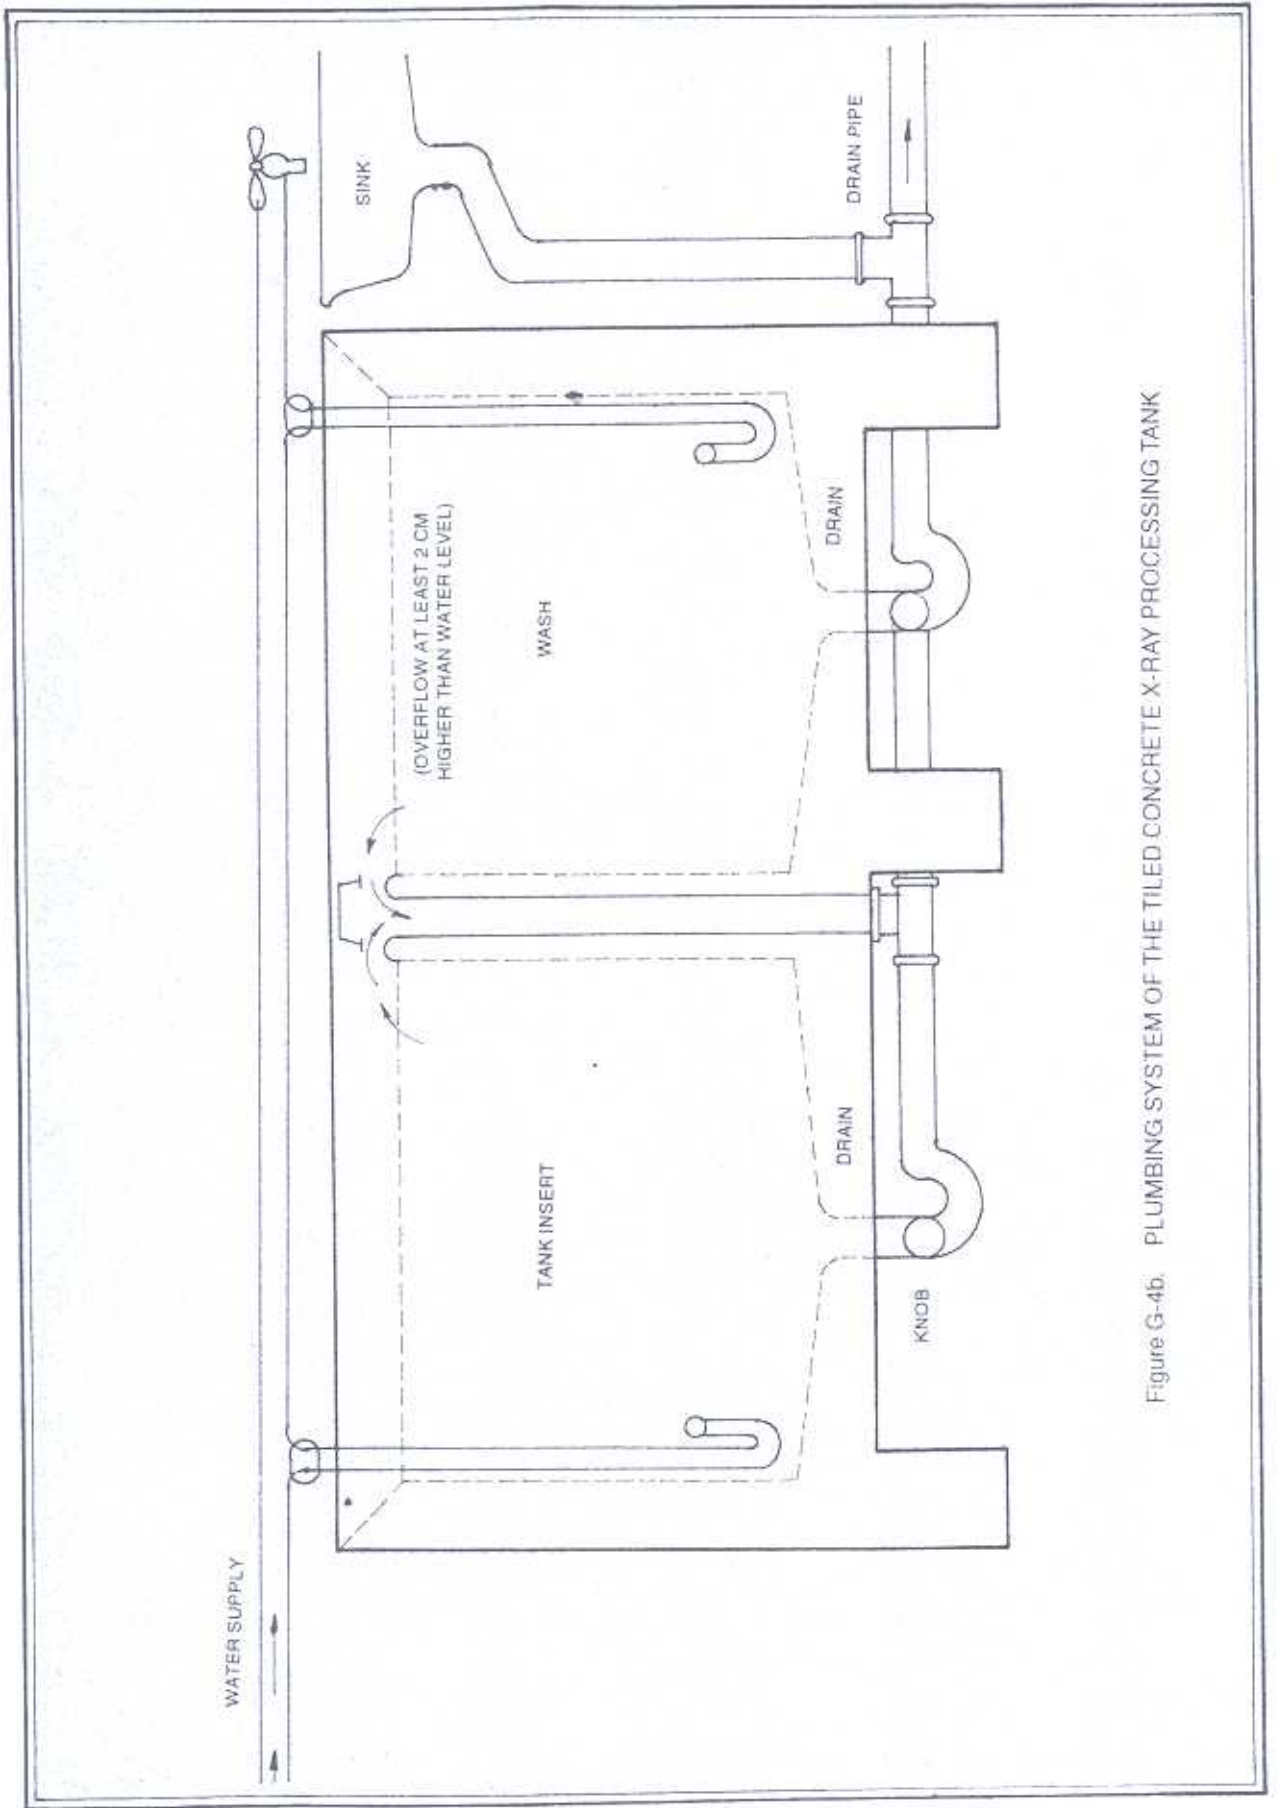 WATER SUPPLY
SINK
(OVERFLOW AT LEAST 2 CM
HIGHER THAN WATER LEVEL)
TANK INSERT
WASH
DRAIN
DRAIN
DRAIN PIPE
KNOB
Figure G-4b. PLUMBING SYSTEM OF THE TILED CONCRETE X-RAY PROCESSING TANK